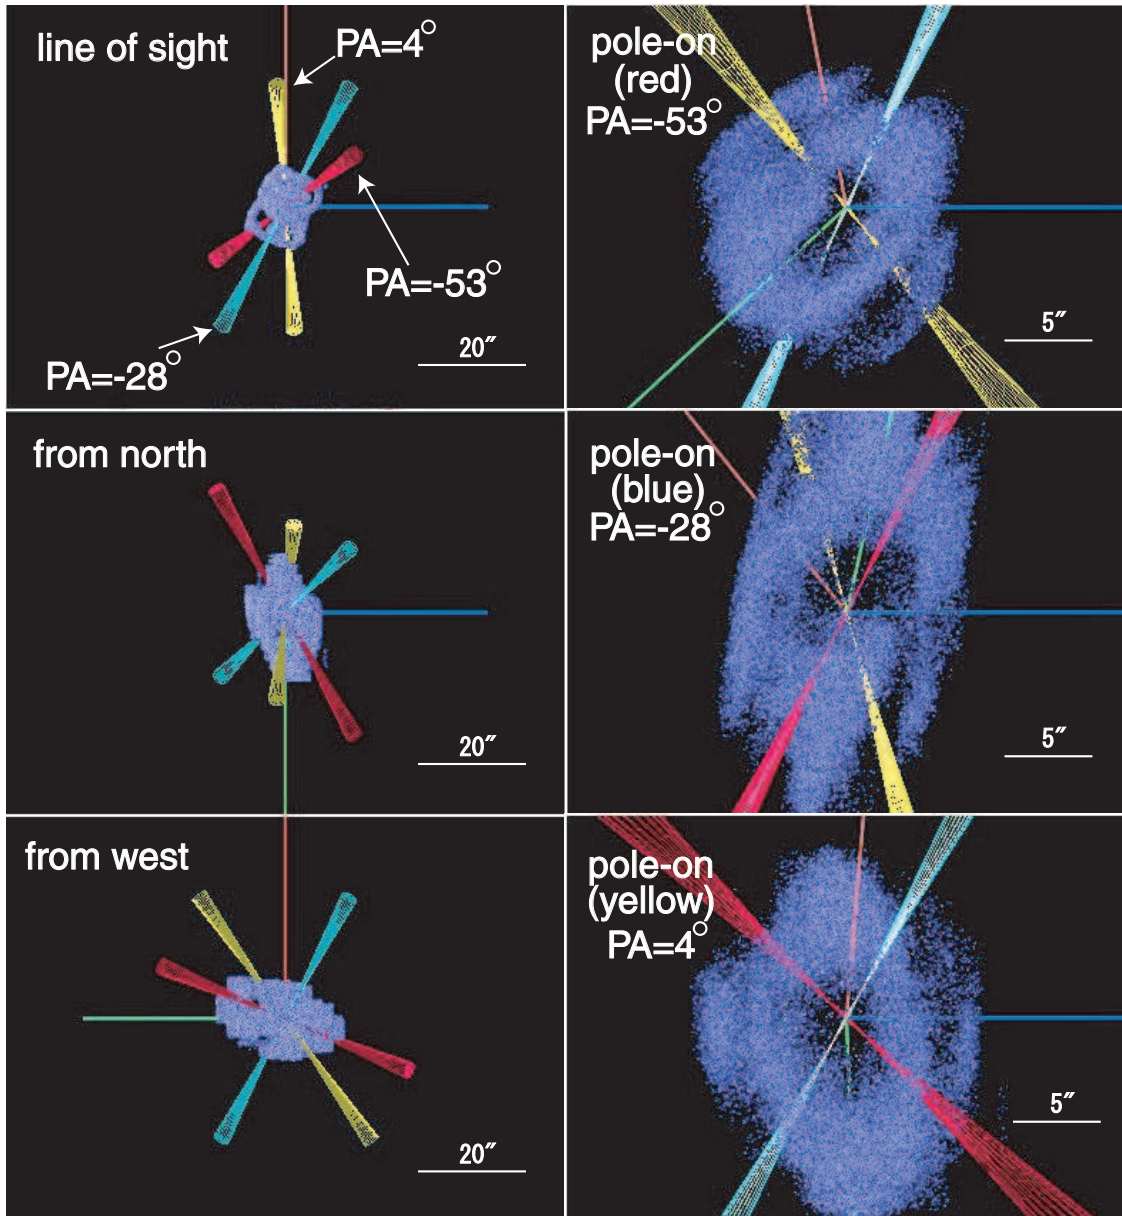 line of sight
PA=4°
PA=-53°
PA=-28°
20″
pole-on
(red)
PA=-53°
5″
from north
20″
pole-on
(blue)
PA=-28°
5″
from west
20″
pole-on
(yellow)
PA=4°
5″